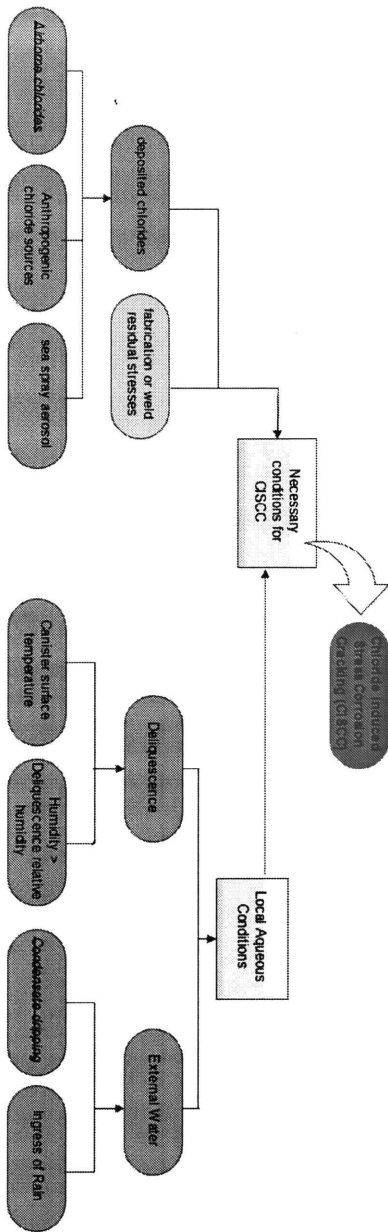 Chloride Induced
Stress Corrosion
Cracking (CISCC)
Necessary
conditions for
CISCC
Local Aqueous
Conditions
deposited chlorides
fabrication or weld
residual stresses
Deliquescence
External Water
Airborne chlorides
Anthropogenic
chloride sources
sea spray aerosol
Canister surface
temperature
Humidity >
Deliquescence relative
humidity
Condensate dripping
Ingress of Rain